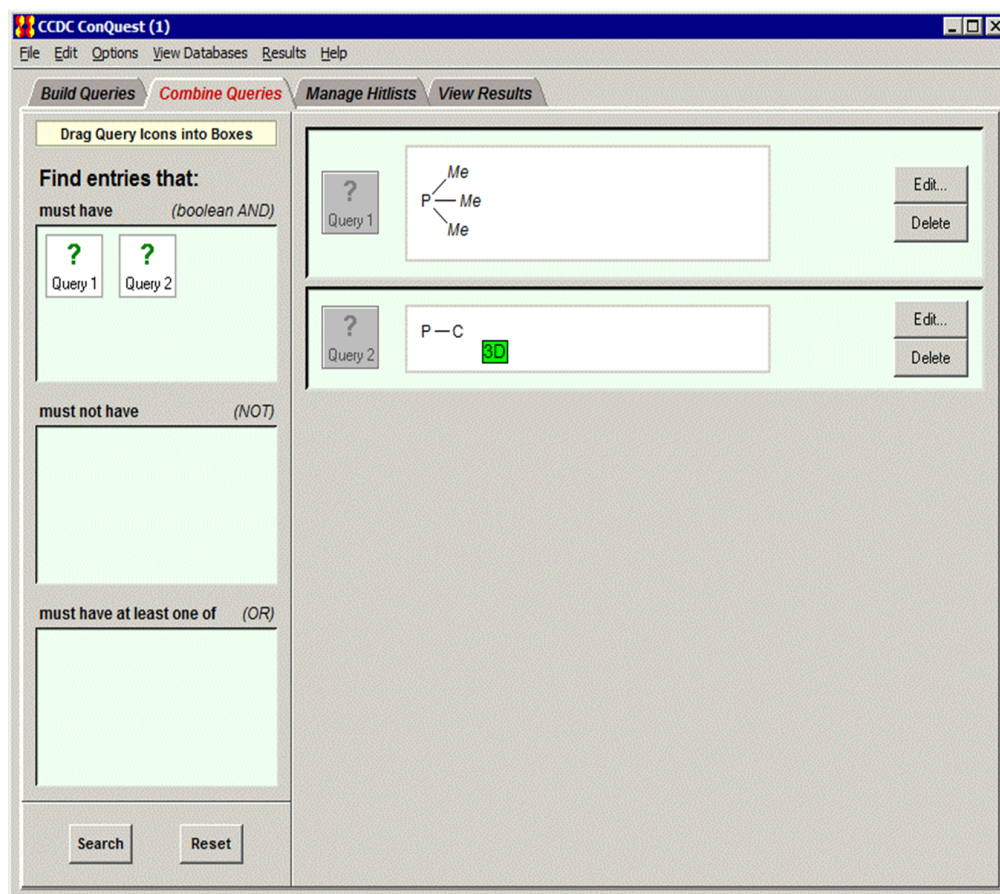 CCDC ConQuest (1)
File Edit Options View Databases Results Help
Build Queries Combine Queries Manage Hitlists View Results
Drag Query Icons into Boxes
Find entries that:
must have (boolean AND)
? ?
Query 1 Query 2
must not have (NOT)
must have at least one of (OR)
Search Reset
?
Query 1
Me
P Me
Me
Edit...
Delete
?
Query 2
P C
3D
Edit...
Delete